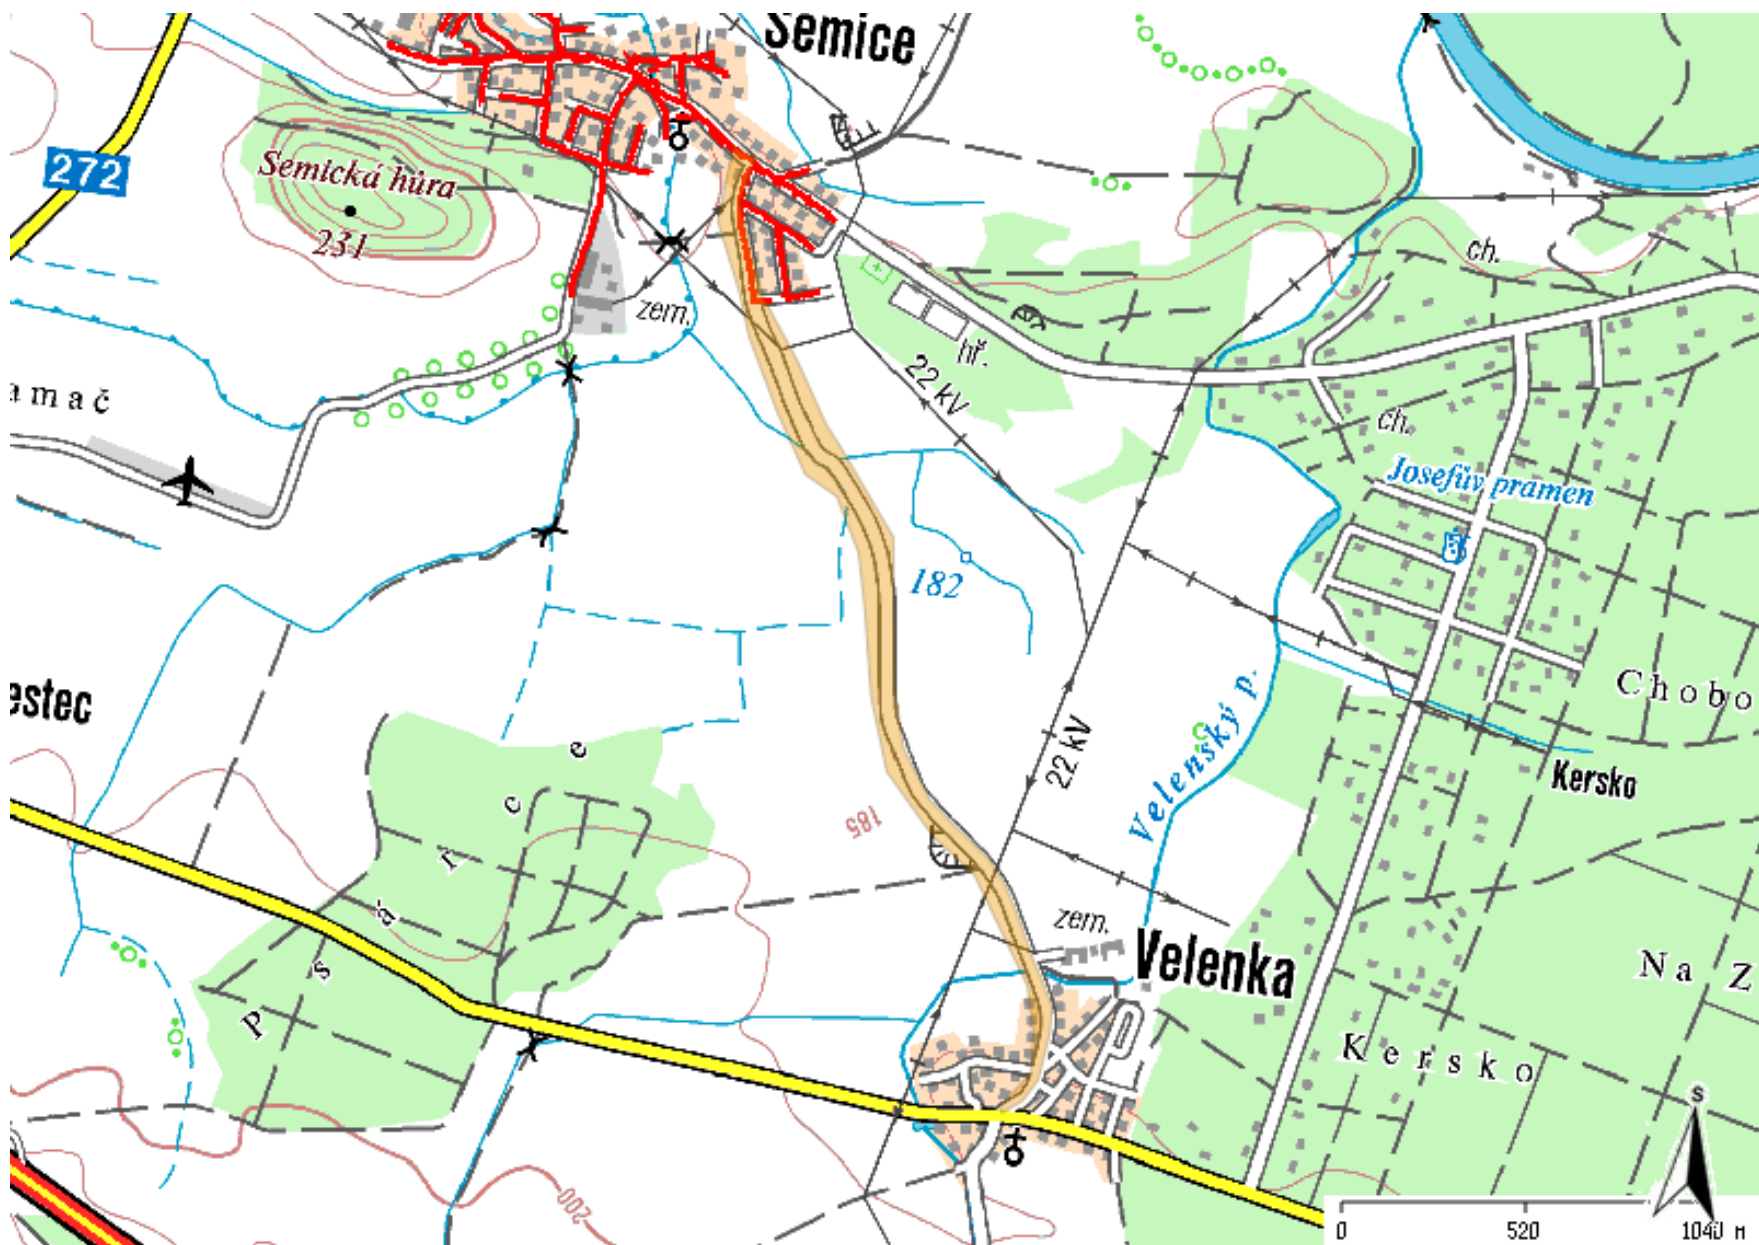 Semice
272
Semická hůra
231
zem.
ch.
hř.
22 kV
amač
ch.
Josefův pramen
182
estec
Chobo
Velenský p.
22 kV
Kersko
185
Psárce
zem.
Velenka
Na Z
Kersko
200
S
0 520 1040 m